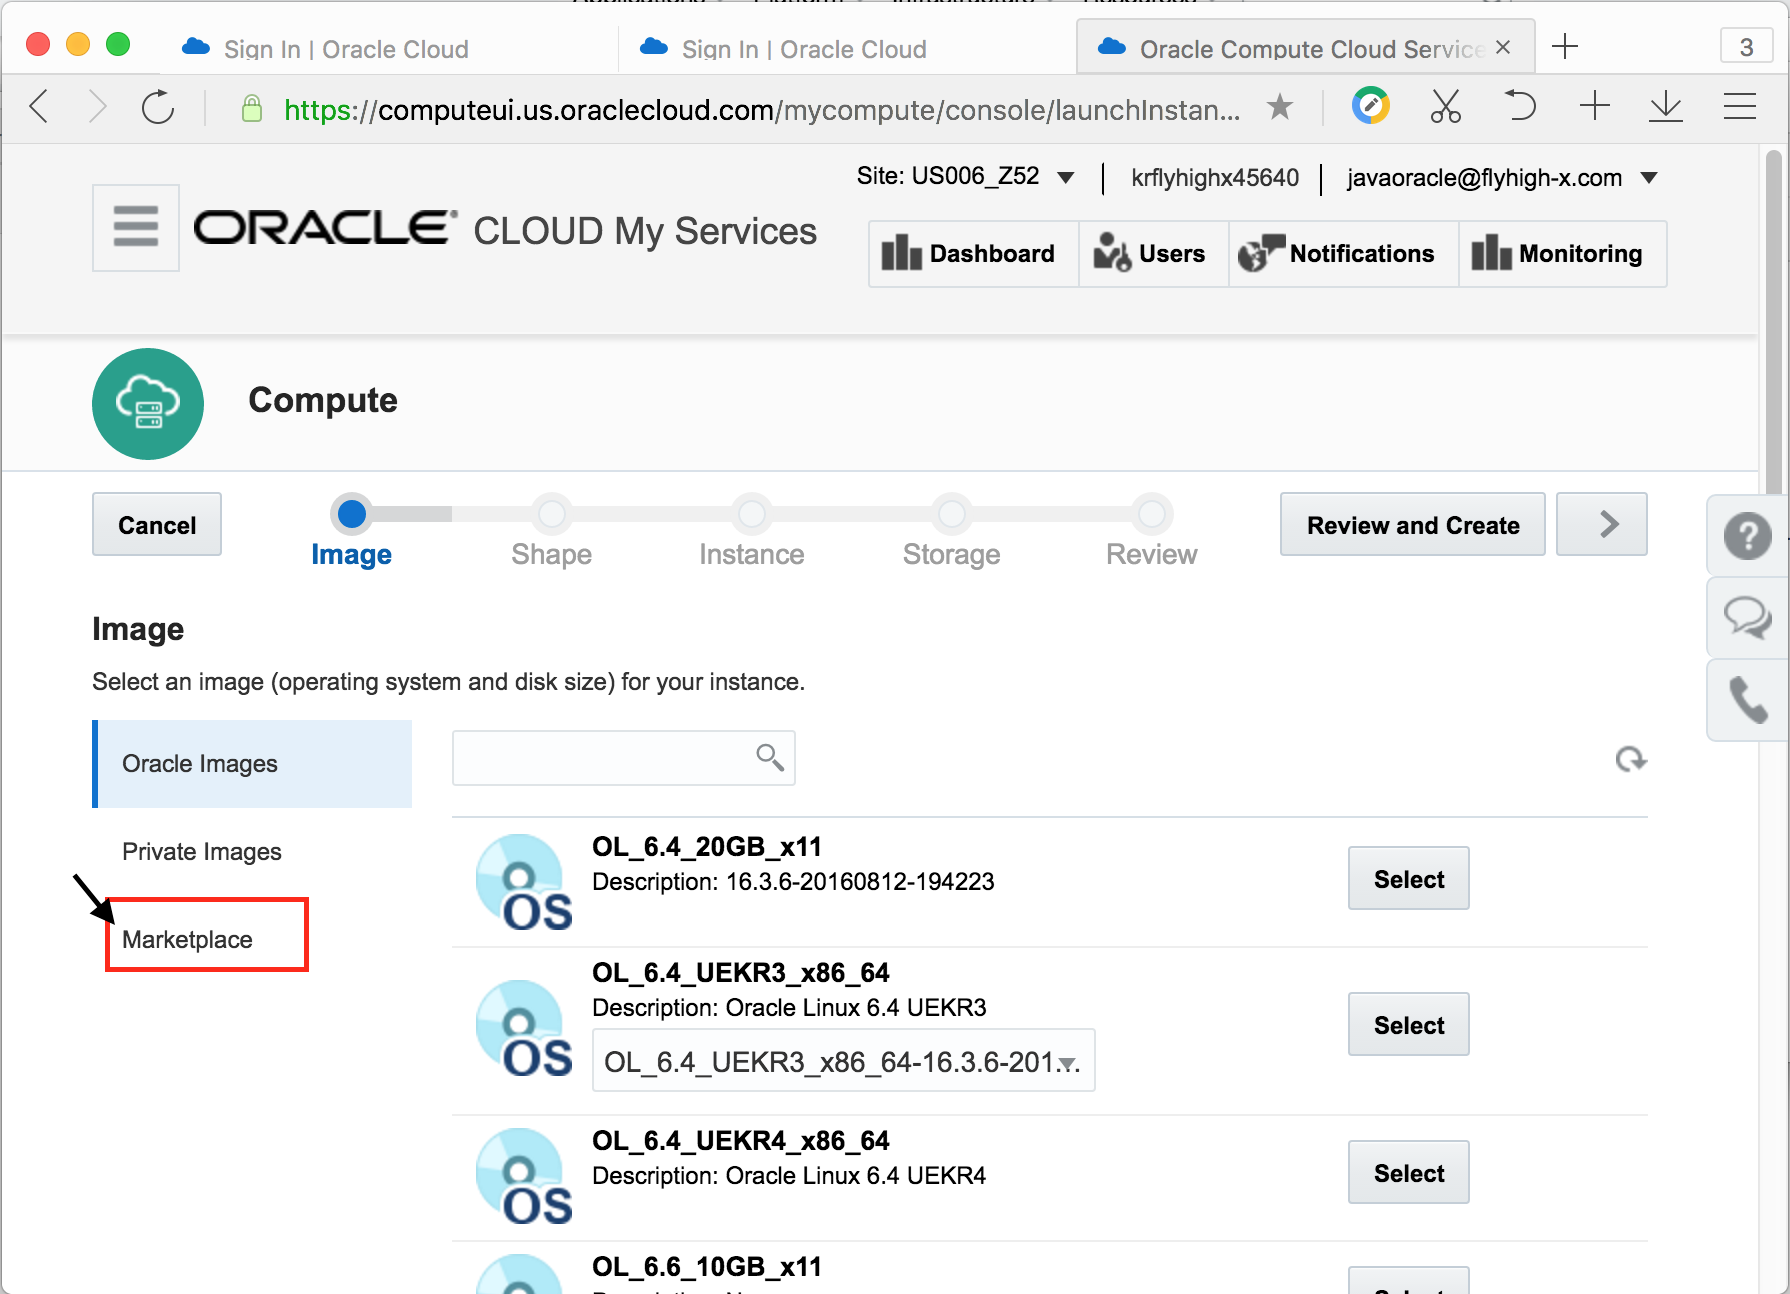 Sign In | Oracle Cloud
Sign In | Oracle Cloud
Oracle Compute Cloud Service
3
https://computeui.us.oraclecloud.com/mycompute/console/launchInstan...
Site: US006_Z52
krflyhighx45640
javaoracle@flyhigh-x.com
ORACLE CLOUD My Services
Dashboard
Users
Notifications
Monitoring
Compute
Cancel
Image
Shape
Instance
Storage
Review
Review and Create
Image
Select an image (operating system and disk size) for your instance.
Oracle Images
Private Images
Marketplace
OS
OL_6.4_20GB_x11
Description: 16.3.6-20160812-194223
Select
OS
OL_6.4_UEKR3_x86_64
Description: Oracle Linux 6.4 UEKR3
OL_6.4_UEKR3_x86_64-16.3.6-201...
Select
OS
OL_6.4_UEKR4_x86_64
Description: Oracle Linux 6.4 UEKR4
Select
OL_6.6_10GB_x11